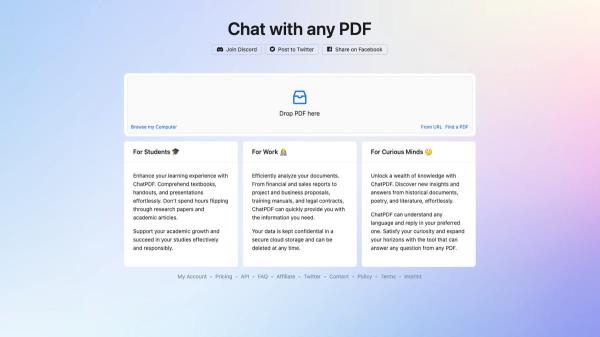 Chat with any PDF
Join Discord Post to Twitter Share on Facebook
Drop PDF here
Browse my Computer From URL Find a PDF
For Students 🎓
Enhance your learning experience with
ChatPDF. Comprehend textbooks,
handouts, and presentations
effortlessly. Don't spend hours flipping
through research papers and
academic articles.
Support your academic growth and
succeed in your studies effectively
and responsibly.
For Work 👩‍💼
Efficiently analyze your documents.
From financial and sales reports to
project and business proposals,
training manuals, and legal contracts,
ChatPDF can quickly provide you with
the information you need.
Your data is kept confidential in a
secure cloud storage and can be
deleted at any time.
For Curious Minds 🤔
Unlock a wealth of knowledge with
ChatPDF. Discover new insights and
answers from historical documents,
poetry, and literature, effortlessly.
ChatPDF can understand any
language and reply in your preferred
one. Satisfy your curiosity and expand
your horizons with the tool that can
answer any question from any PDF.
My Account - Pricing - API - FAQ - Affiliate - Twitter - Contact - Policy - Terms - Imprint